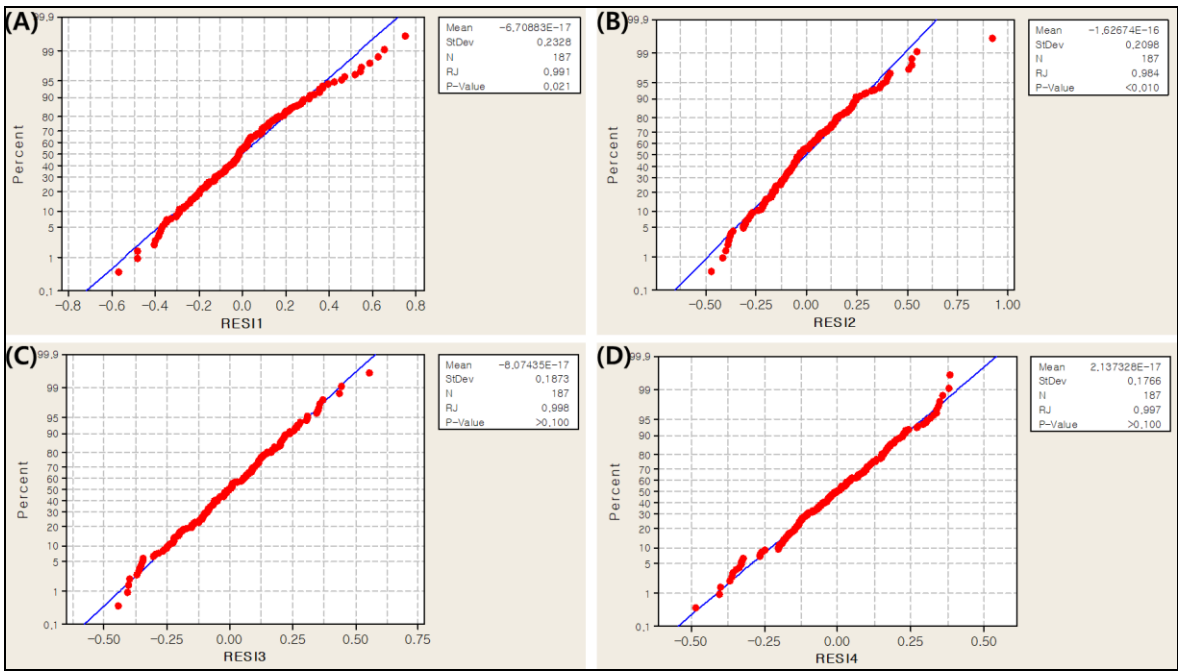 (A)
Mean -6,70883E-17
StDev 0,2328
N 187
RJ 0,991
P-Value 0,021
99,9
99
95
90
80
70
60
50
40
30
20
10
5
1
0,1
Percent
-0.8 -0.6 -0.4 -0.2 0.0 0.2 0.4 0.6 0.8
RESI1
(B)
Mean -1,62674E-16
StDev 0,2098
N 187
RJ 0,984
P-Value <0,010
99,9
99
95
90
80
70
60
50
40
30
20
10
5
1
0,1
Percent
-0.50 -0.25 0.00 0.25 0.50 0.75 1.00
RESI2
(C)
Mean -8,07435E-17
StDev 0,1873
N 187
RJ 0,998
P-Value >0,100
99,9
99
95
90
80
70
60
50
40
30
20
10
5
1
0,1
Percent
-0.50 -0.25 0.00 0.25 0.50 0.75
RESI3
(D)
Mean 2,137328E-17
StDev 0,1766
N 187
RJ 0,997
P-Value >0,100
99,9
99
95
90
80
70
60
50
40
30
20
10
5
1
0,1
Percent
-0.50 -0.25 0.00 0.25 0.50
RESI4